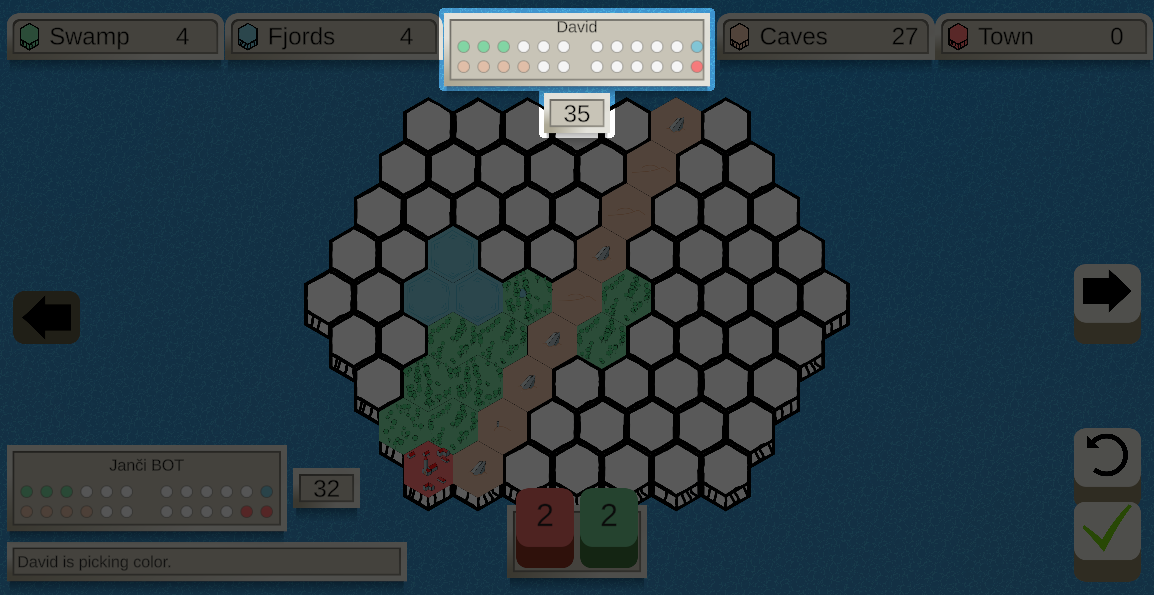 Swamp 4
Fjords 4
David
Caves 27
Town 0
35
Janči BOT
32
2 2
David is picking color.